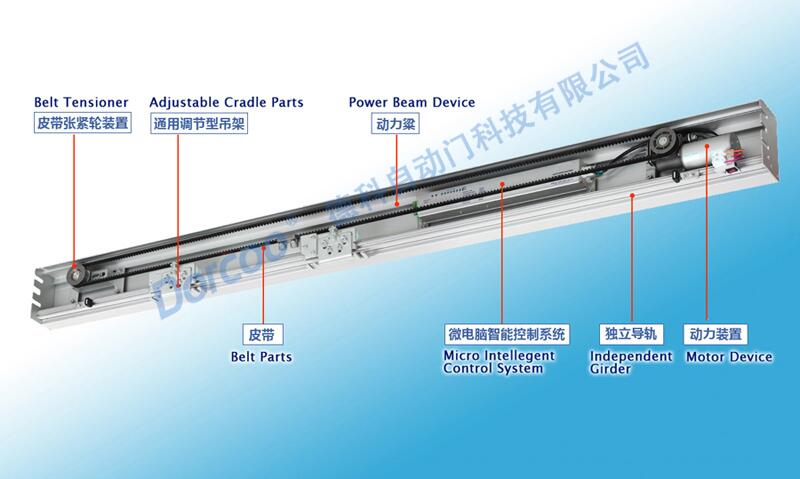 Belt Tensioner
皮带张紧轮装置
Adjustable Cradle Parts
通用调节型吊架
Power Beam Device
动力梁
Dorcoo® 德科自动门科技有限公司
皮带
Belt Parts
微电脑智能控制系统
Micro Intellegent
Control System
独立导轨
Independent
Girder
动力装置
Motor Device